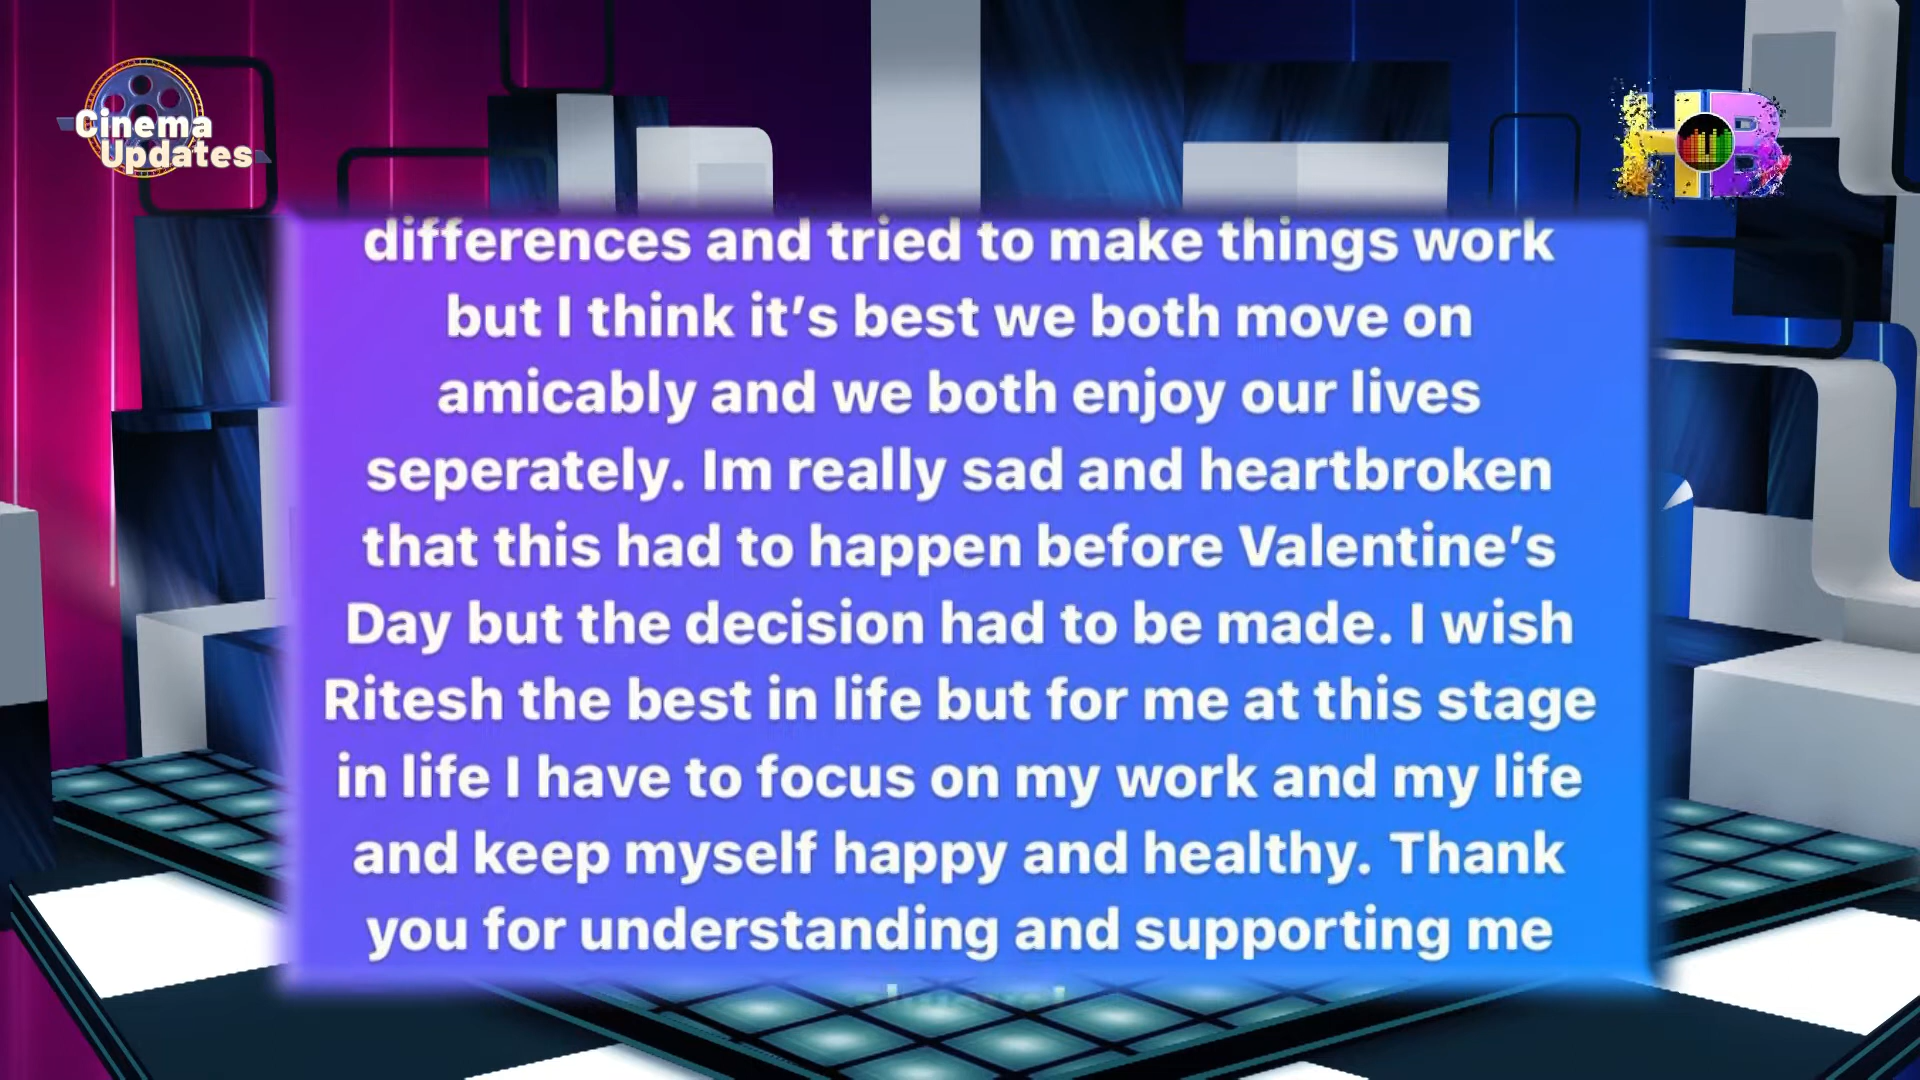 Cinema
Updates
HB
differences and tried to make things work
but I think it’s best we both move on
amicably and we both enjoy our lives
seperately. Im really sad and heartbroken
that this had to happen before Valentine’s
Day but the decision had to be made. I wish
Ritesh the best in life but for me at this stage
in life I have to focus on my work and my life
and keep myself happy and healthy. Thank
you for understanding and supporting me